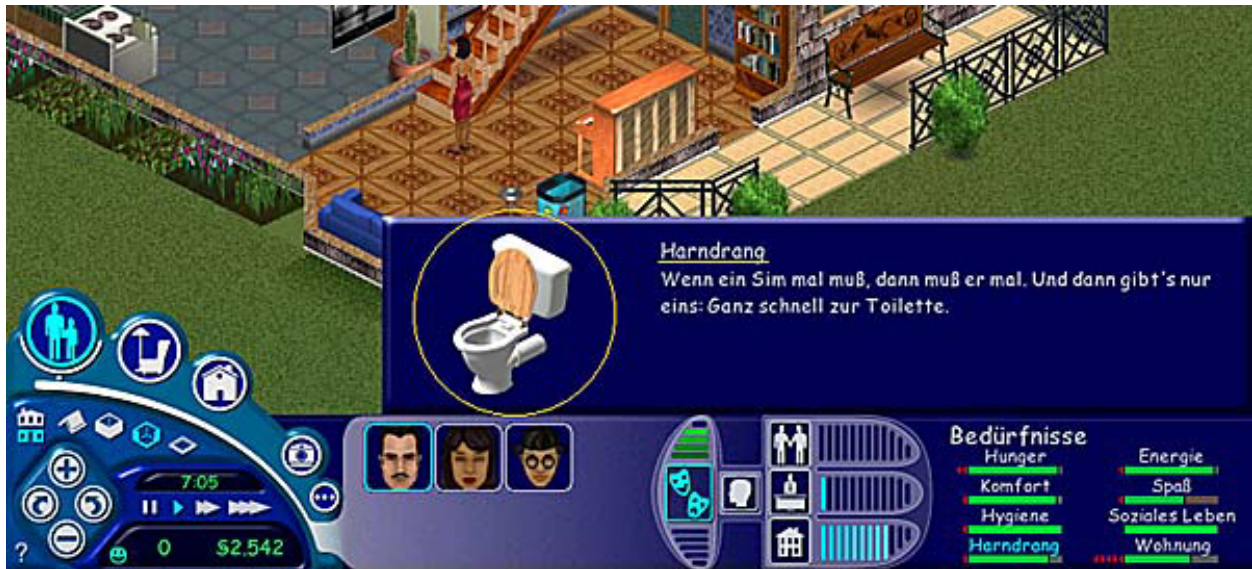 Harndrang
Wenn ein Sim mal muß, dann muß er mal. Und dann gibt's nur
eins: Ganz schnell zur Toilette.
7:05
0 $2,542
?
Bedürfnisse
Hunger Energie
Komfort Spaß
Hygiene Soziales Leben
Harndrang Wohnung